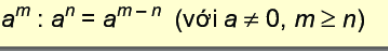 aᵐ : aⁿ = aᵐ⁻ⁿ (với a ≠ 0, m ≥ n)